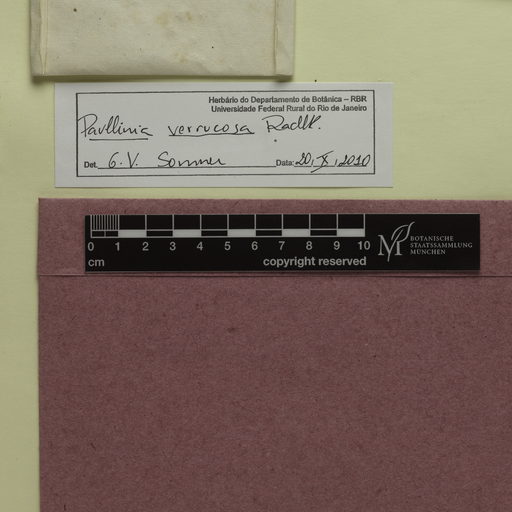 Herbário do Departamento de Botânica – RBR
Universidade Federal Rural do Rio de Janeiro
Paullinia verrucosa Radlk.
Det. G. V. Sommer Data: 20, X, 2010
0 1 2 3 4 5 6 7 8 9 10
cm copyright reserved
BOTANISCHE
STAATSSAMMLUNG
MÜNCHEN